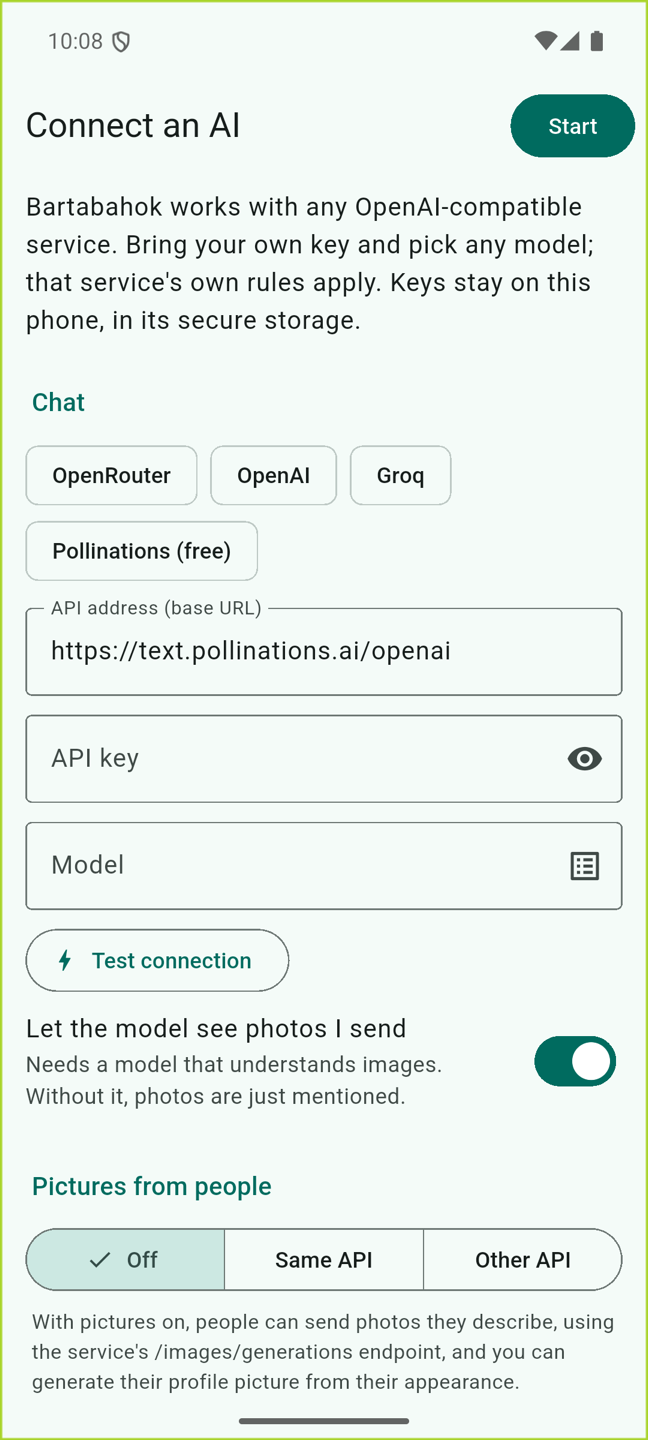 10:08
Connect an AI
Start
Bartabahok works with any OpenAI-compatible
service. Bring your own key and pick any model;
that service's own rules apply. Keys stay on this
phone, in its secure storage.
Chat
OpenRouter
OpenAI
Groq
Pollinations (free)
API address (base URL)
https://text.pollinations.ai/openai
API key
Model
Test connection
Let the model see photos I send
Needs a model that understands images.
Without it, photos are just mentioned.
Pictures from people
Off
Same API
Other API
With pictures on, people can send photos they describe, using
the service's /images/generations endpoint, and you can
generate their profile picture from their appearance.